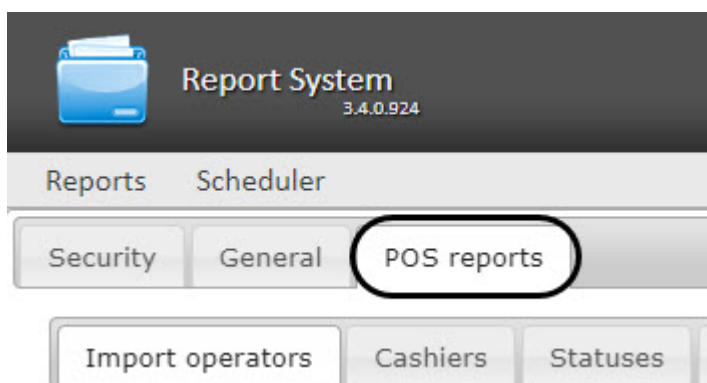 Report System
3.4.0.924
Reports Scheduler
Security General POS reports
Import operators Cashiers Statuses